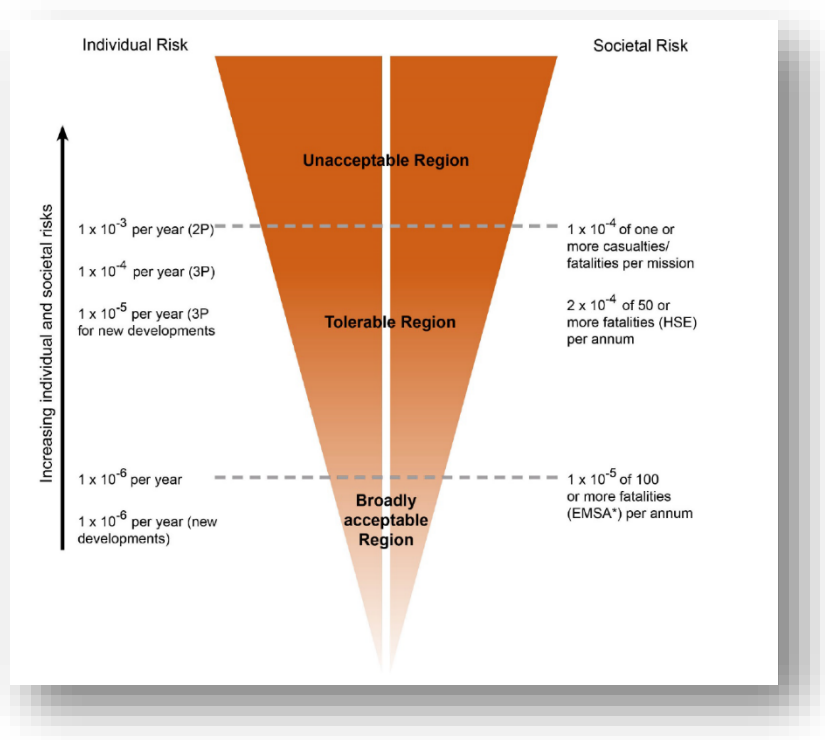 Individual Risk
Societal Risk
Increasing individual and societal risks
Unacceptable Region
1 x 10⁻³ per year (2P)
1 x 10⁻⁴ per year (3P)
1 x 10⁻⁵ per year (3P
for new developments
1 x 10⁻⁴ of one or
more casualties/
fatalities per mission
Tolerable Region
2 x 10⁻⁴ of 50 or
more fatalities (HSE)
per annum
1 x 10⁻⁶ per year
1 x 10⁻⁶ per year (new
developments)
Broadly
acceptable
Region
1 x 10⁻⁵ of 100
or more fatalities
(EMSA*) per annum